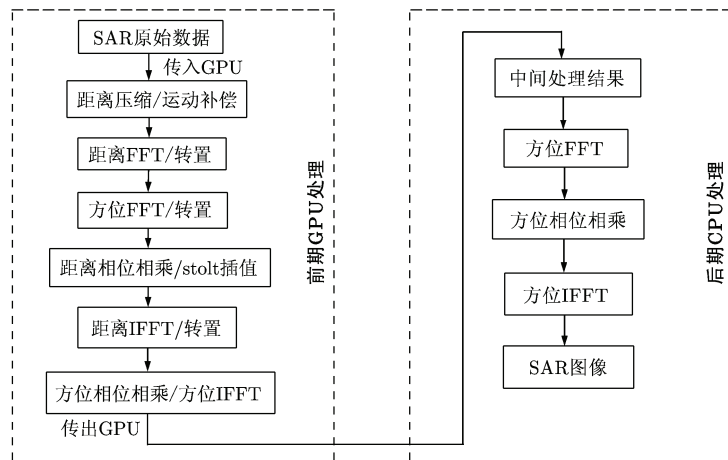 SAR原始数据
传入GPU
距离压缩/运动补偿
距离FFT/转置
方位FFT/转置
距离相位相乘/stolt插值
距离IFFT/转置
方位相位相乘/方位IFFT
传出GPU
前期GPU处理
中间处理结果
方位FFT
方位相位相乘
方位IFFT
SAR图像
后期CPU处理